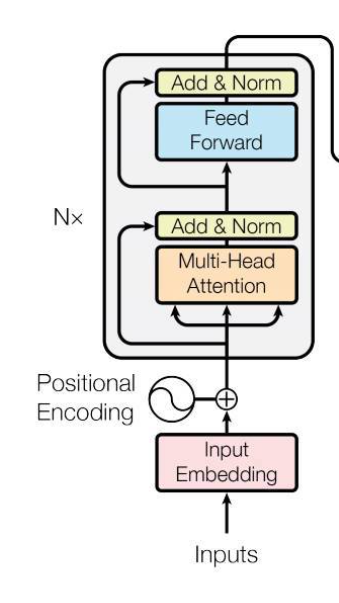 Add & Norm
Feed
Forward
N×
Add & Norm
Multi-Head
Attention
Positional
Encoding
Input
Embedding
Inputs